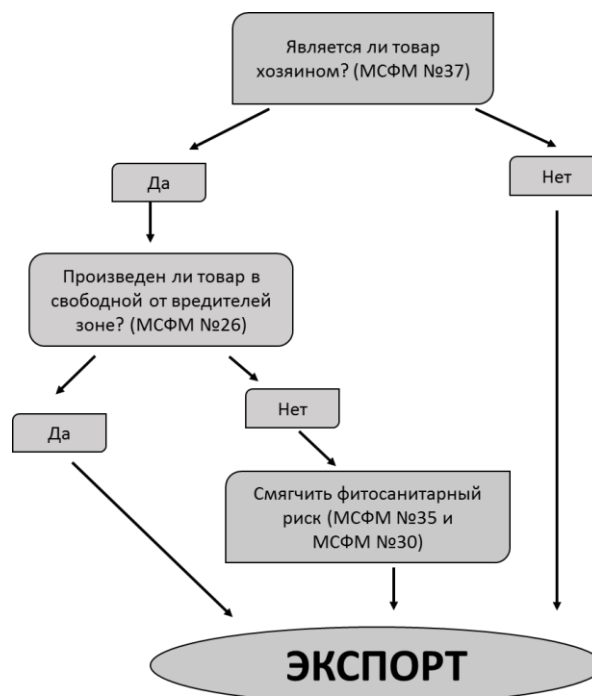 Является ли товар
хозяином? (МСФМ №37)
Да
Нет
Произведен ли товар в
свободной от вредителей
зоне? (МСФМ №26)
Да
Нет
Смягчить фитосанитарный
риск (МСФМ №35 и
МСФМ №30)
ЭКСПОРТ